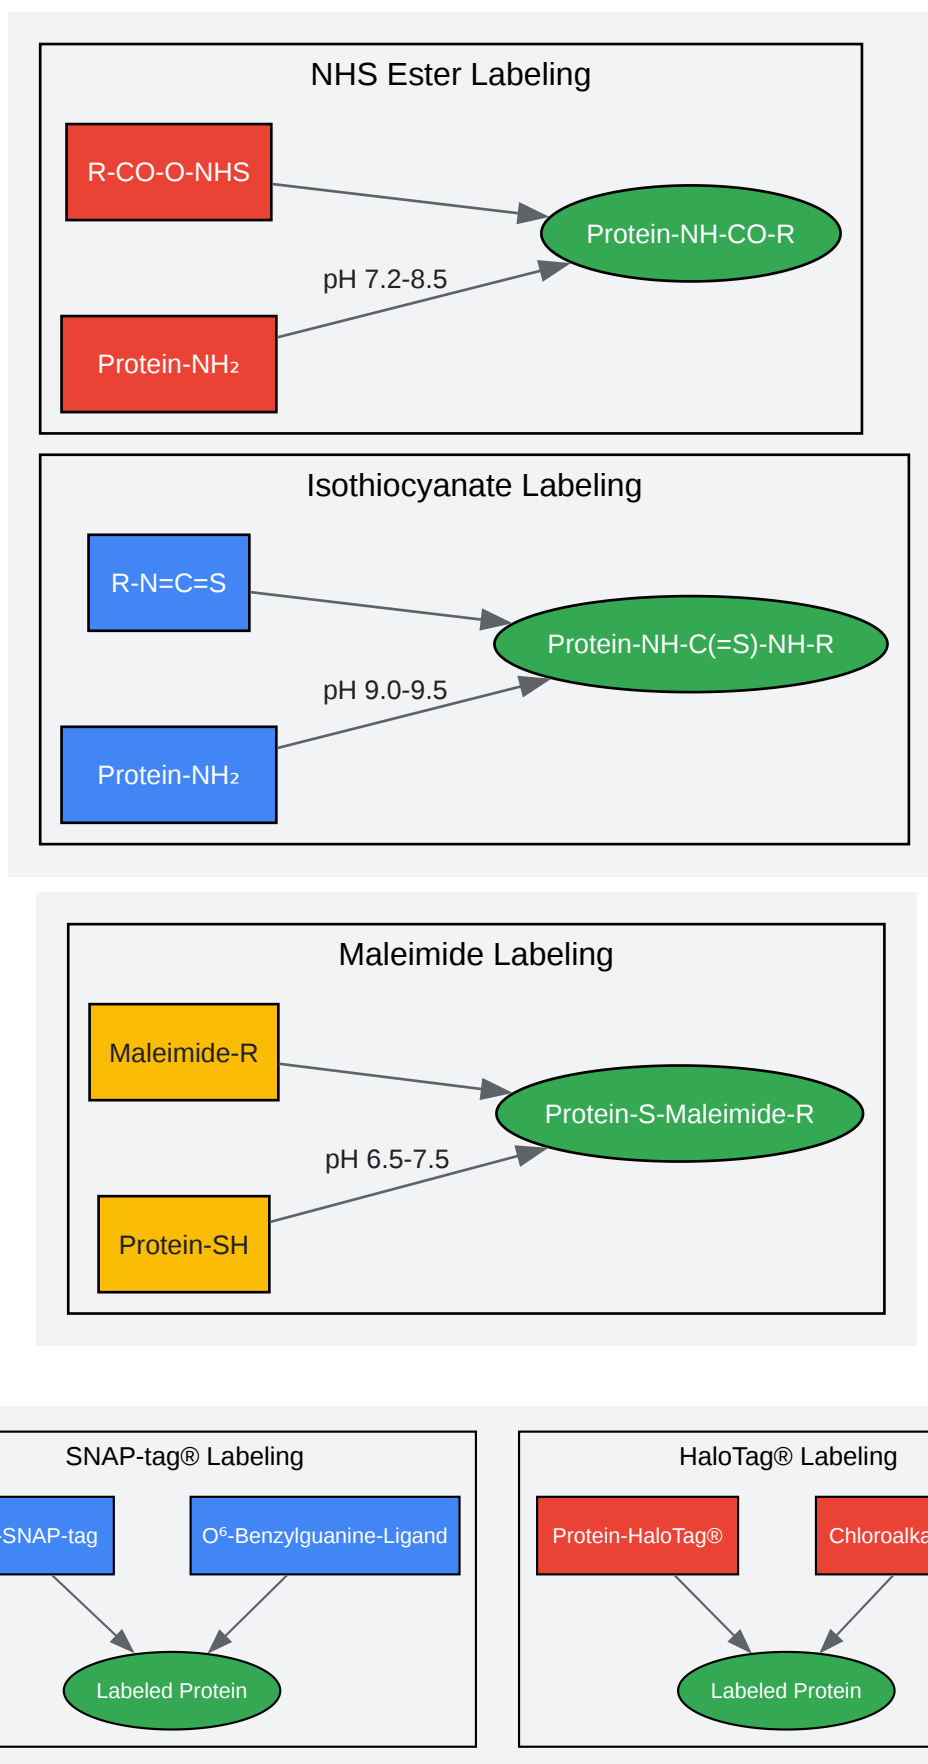 NHS Ester Labeling
R-CO-O-NHS
Protein-NH-CO-R
pH 7.2-8.5
Protein-NH₂
Isothiocyanate Labeling
R-N=C=S
Protein-NH-C(=S)-NH-R
pH 9.0-9.5
Protein-NH₂
Maleimide Labeling
Maleimide-R
Protein-S-Maleimide-R
pH 6.5-7.5
Protein-SH
SNAP-tag® Labeling
-SNAP-tag
O⁶-Benzylguanine-Ligand
Labeled Protein
HaloTag® Labeling
Protein-HaloTag®
Labeled Protein